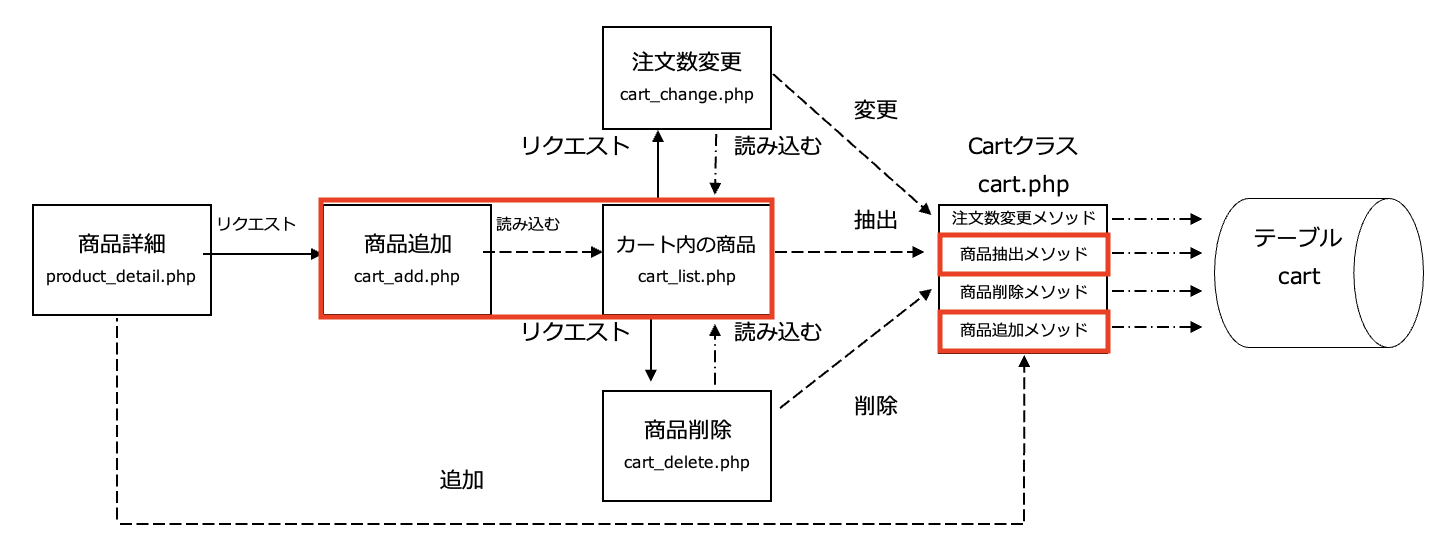 注文数変更
cart_change.php
変更
リクエスト
読み込む
Cartクラス
cart.php
商品詳細
product_detail.php
リクエスト
商品追加
cart_add.php
読み込む
カート内の商品
cart_list.php
抽出
注文数変更メソッド
商品抽出メソッド
商品削除メソッド
商品追加メソッド
テーブル
cart
リクエスト
読み込む
商品削除
cart_delete.php
削除
追加